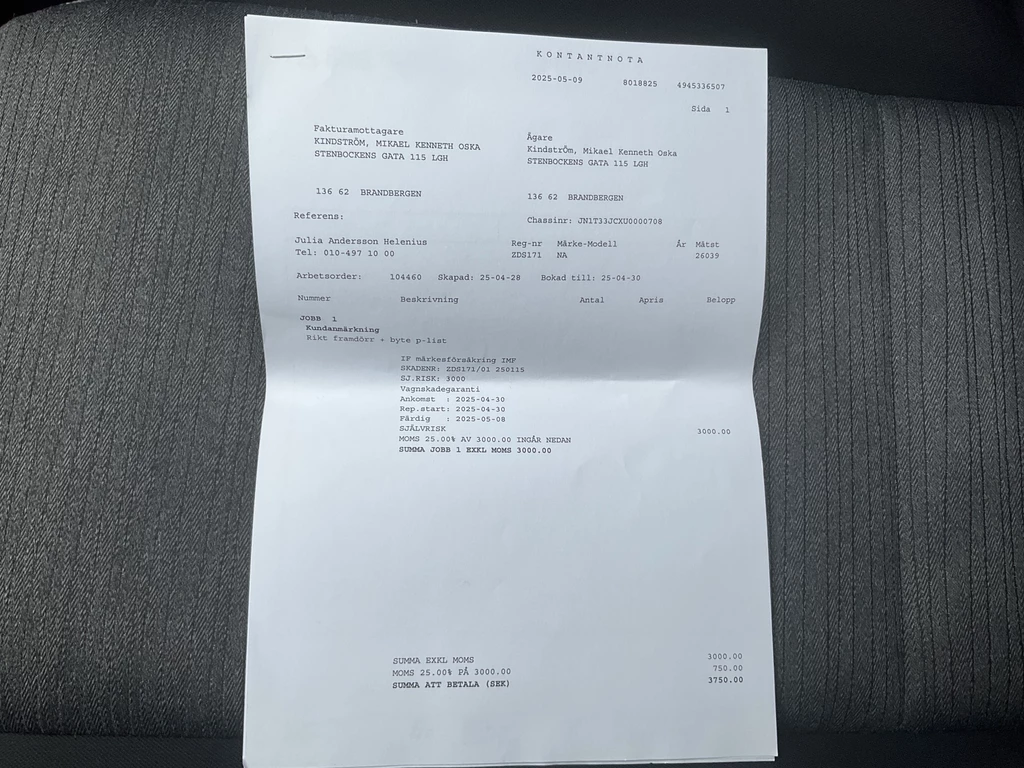 KONTANTNOTA
2025-05-09 8018825 4945336507
Sida 1
Fakturamottagare
KINDSTRÖM, MIKAEL KENNETH OSKA
STENBOCKENS GATA 115 LGH
136 62 BRANDBERGEN
Ägare
KindstrÖm, Mikael Kenneth Oska
STENBOCKENS GATA 115 LGH
136 62 BRANDBERGEN
Referens:
Chassinr: JN1T33JCXU0000708
Julia Andersson Helenius
Tel: 010-497 10 00
Reg-nr Märke-Modell År Mätst
ZDS171 NA 26039
Arbetsorder: 104460 Skapad: 25-04-28 Bokad till: 25-04-30
Nummer Beskrivning Antal Apris Belopp
JOBB 1
Kundanmärkning
Rikt framdörr + byte p-list
IF märkesförsäkring IMF
SKADENR: ZDS171/01 250115
SJ.RISK: 3000
Vagnskadegaranti
Ankomst : 2025-04-30
Rep.start: 2025-04-30
Färdig : 2025-05-08
SJÄLVRISK 3000.00
MOMS 25.00% AV 3000.00 INGÅR NEDAN
SUMMA JOBB 1 EXKL MOMS 3000.00
SUMMA EXKL MOMS 3000.00
MOMS 25.00% PÅ 3000.00 750.00
SUMMA ATT BETALA (SEK) 3750.00